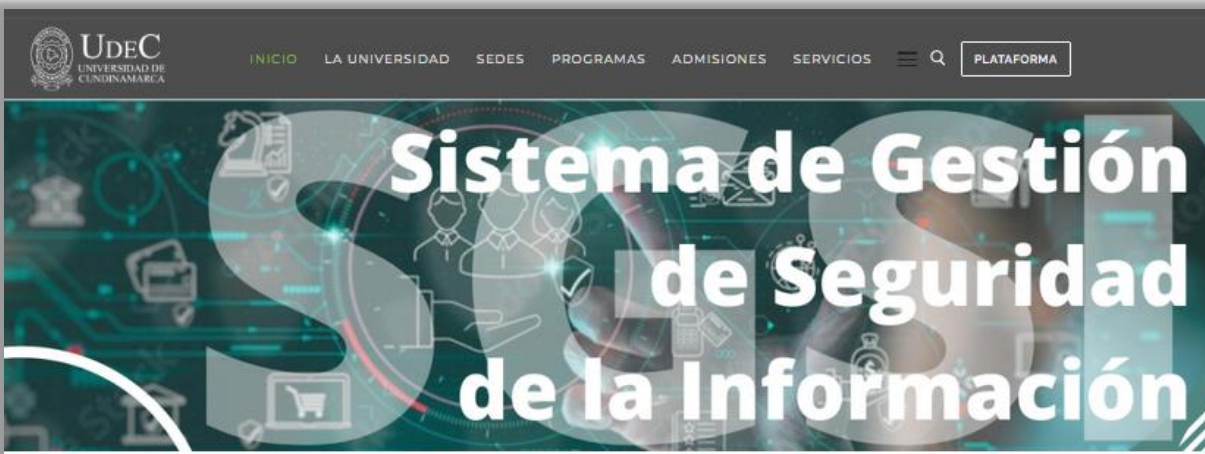 UDEC
UNIVERSIDAD DE
CUNDINAMARCA
INICIO LA UNIVERSIDAD SEDES PROGRAMAS ADMISIONES SERVICIOS PLATAFORMA
SGSI
Sistema de Gestión
de Seguridad
de la Información